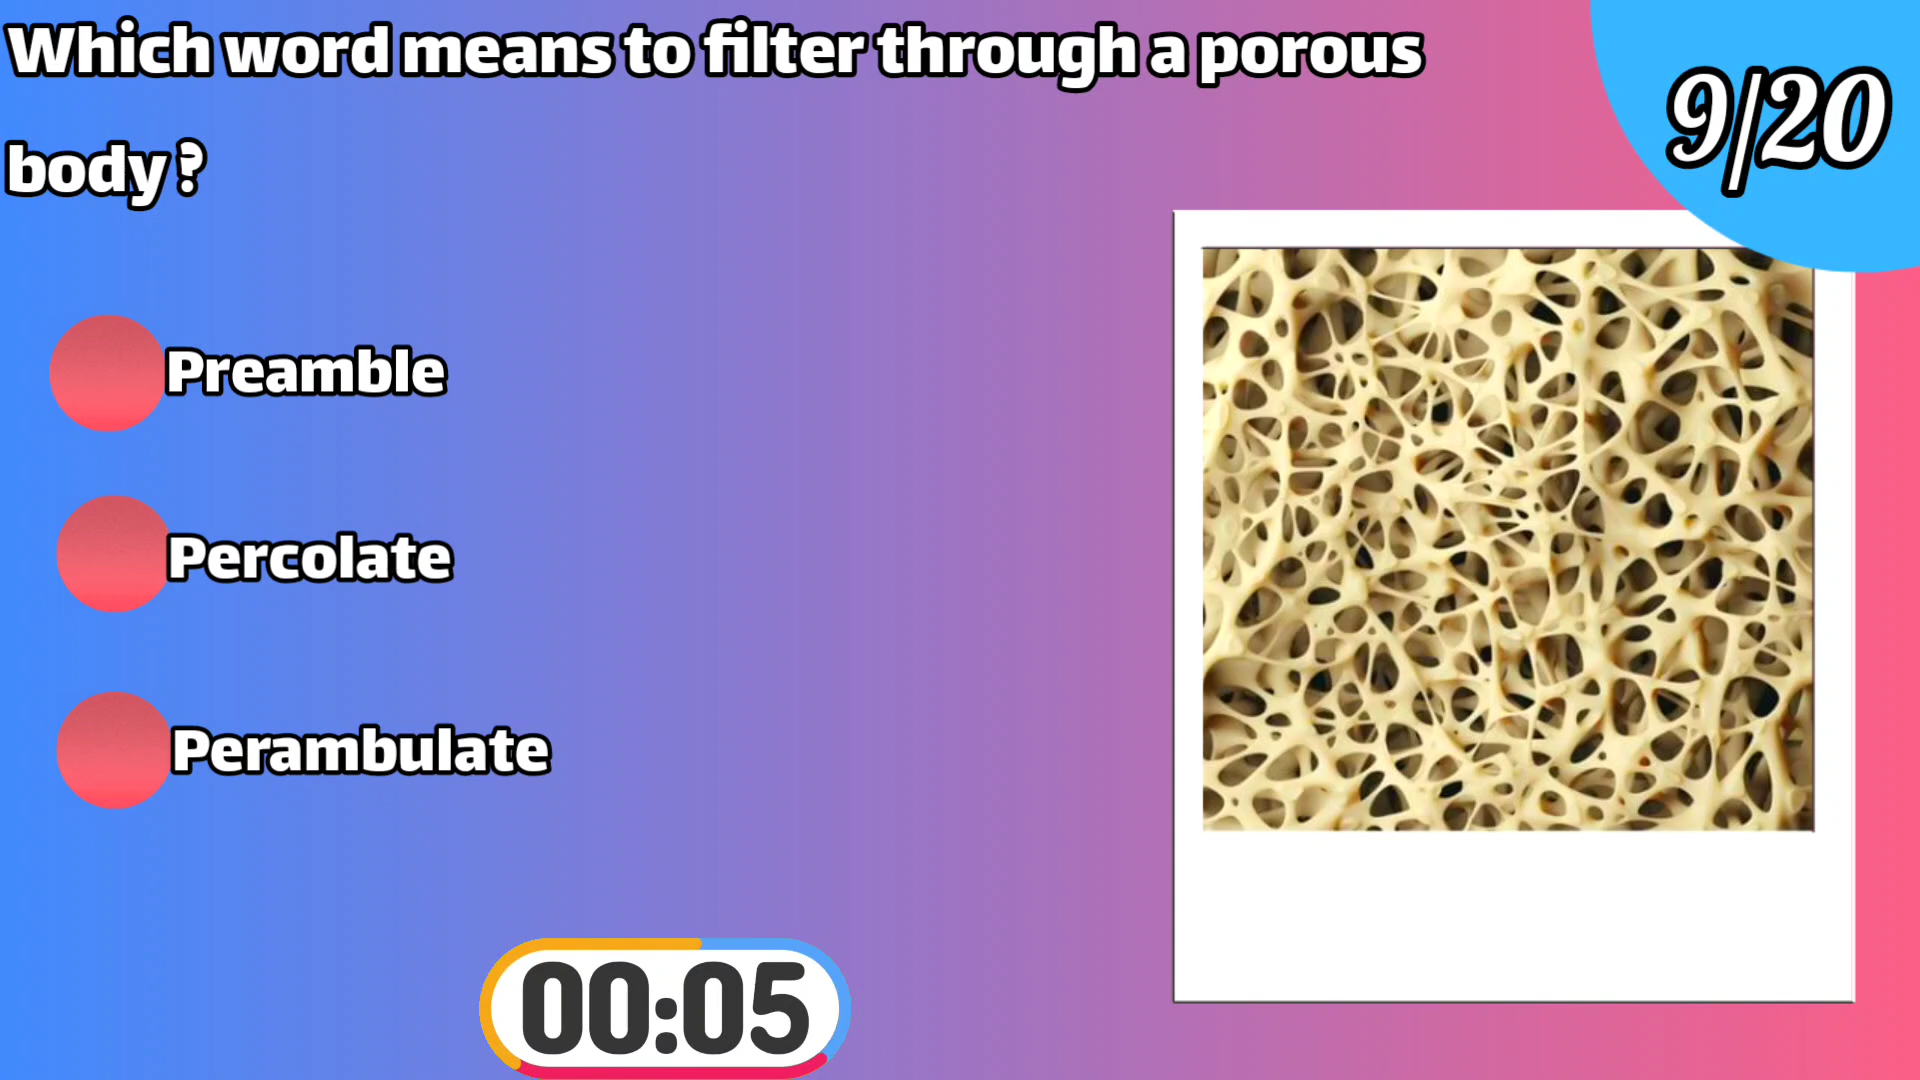 Which word means to filter through a porous
body ?
9/20
Preamble
Percolate
Perambulate
00:05